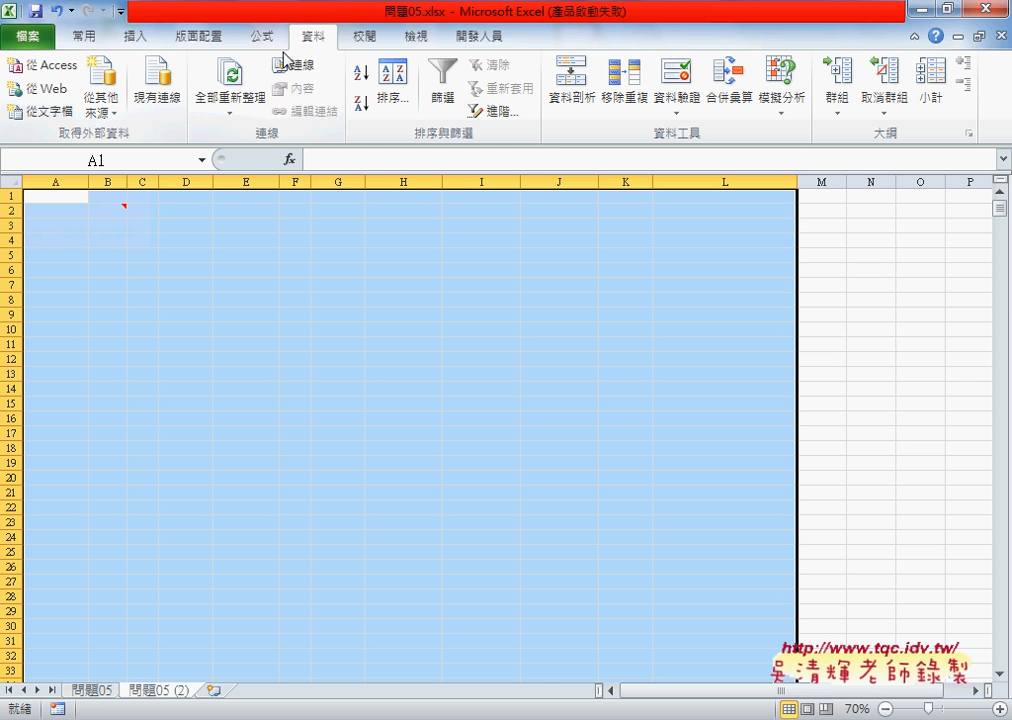 問題05.xlsx - Microsoft Excel (產品啟動失敗)
檔案 常用 插入 版面配置 公式 資料 校閱 檢視 開發人員
從 Access
從 Web
從文字檔
從其他來源
現有連線
取得外部資料
全部重新整理
連線
內容
編輯連結
連線
排序...
篩選
清除
重新套用
進階...
排序與篩選
資料剖析 移除重複 資料驗證 合併彙算 模擬分析
資料工具
群組 取消群組 小計
大綱
A1 fx
A B C D E F G H I J K L M N O P
1
2
3
4
5
6
7
8
9
10
11
12
13
14
15
16
17
18
19
20
21
22
23
24
25
26
27
28
29
30
31
32
33
http://www.tqc.idv.tw/
吳清輝老師錄製
問題05 問題05 (2)
就緒 70%